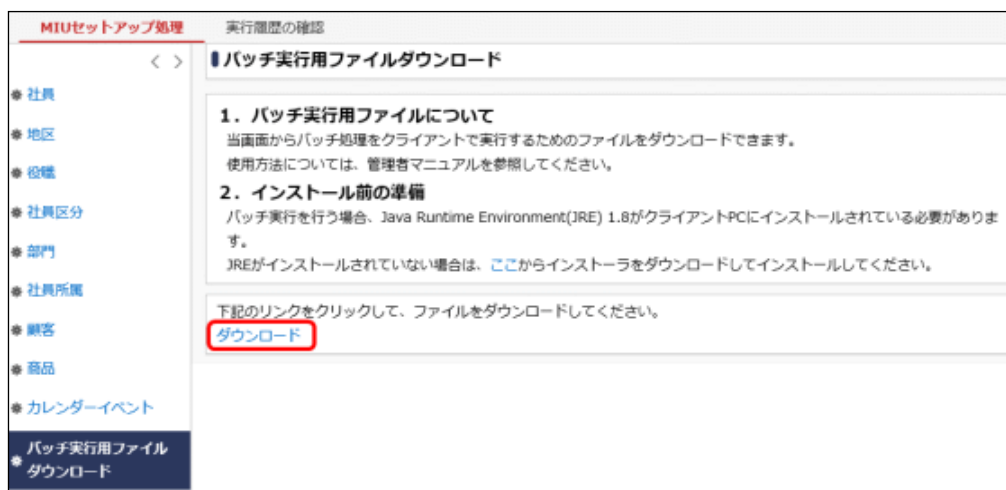 MIUセットアップ処理
実行履歴の確認
< >
社員
地区
役職
社員区分
部門
社員所属
顧客
商品
カレンダーイベント
バッチ実行用ファイル
ダウンロード
バッチ実行用ファイルダウンロード
1. バッチ実行用ファイルについて
当画面からバッチ処理をクライアントで実行するためのファイルをダウンロードできます。
使用方法については、管理者マニュアルを参照してください。
2. インストール前の準備
バッチ実行を行う場合、Java Runtime Environment(JRE) 1.8がクライアントPCにインストールされている必要がありま
す。
JREがインストールされていない場合は、ここからインストーラをダウンロードしてインストールしてください。
下記のリンクをクリックして、ファイルをダウンロードしてください。
ダウンロード